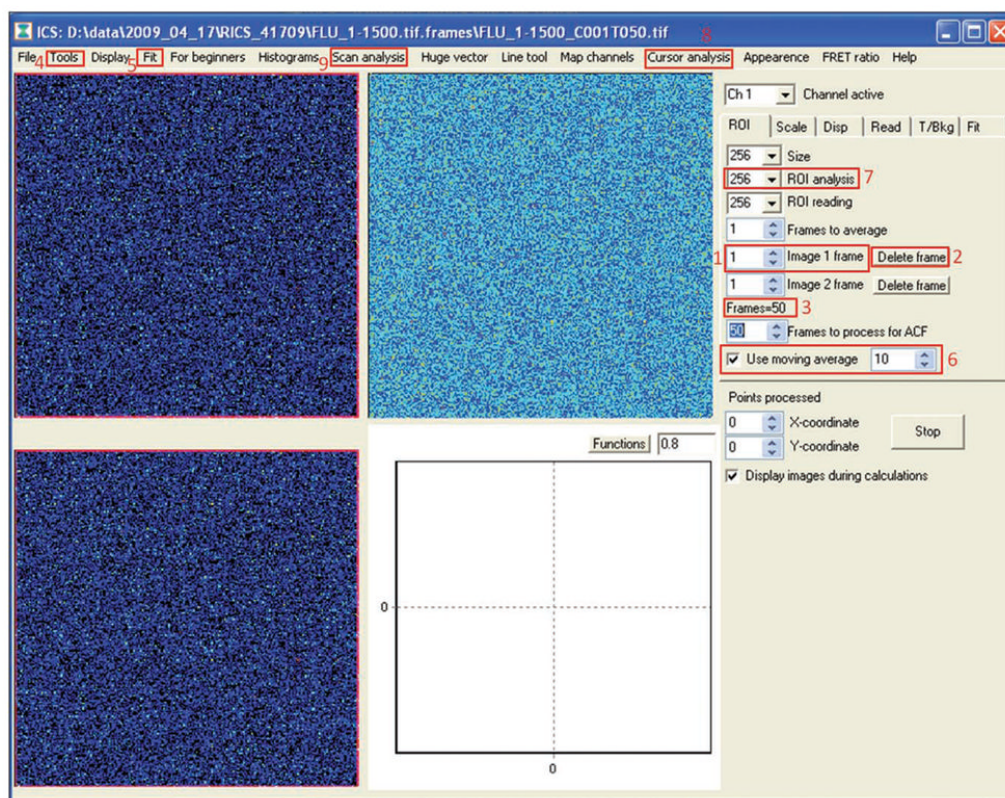 ICS: D:\data\2009_04_17\RICS_41709\FLU_1-1500.tif.frames\FLU_1-1500_C001T050.tif 8
File 4 Tools Display 5 Fit For beginners Histograms 9 Scan analysis Huge vector Line tool Map channels Cursor analysis Appearence FRET ratio Help
Ch 1 Channel active
ROI Scale Disp Read T/Bkg Fit
256 Size
256 ROI analysis 7
256 ROI reading
1 Frames to average
1 1 Image 1 frame Delete frame 2
1 Image 2 frame Delete frame
Frames=50 3
50 Frames to process for ACF
Use moving average 10 6
Points processed
0 X-coordinate
0 Y-coordinate
Stop
Display images during calculations
Functions 0.8
0
0